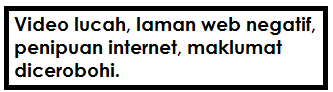 Video lucah, laman web negatif,
penipuan internet, maklumat
dicerobohi.